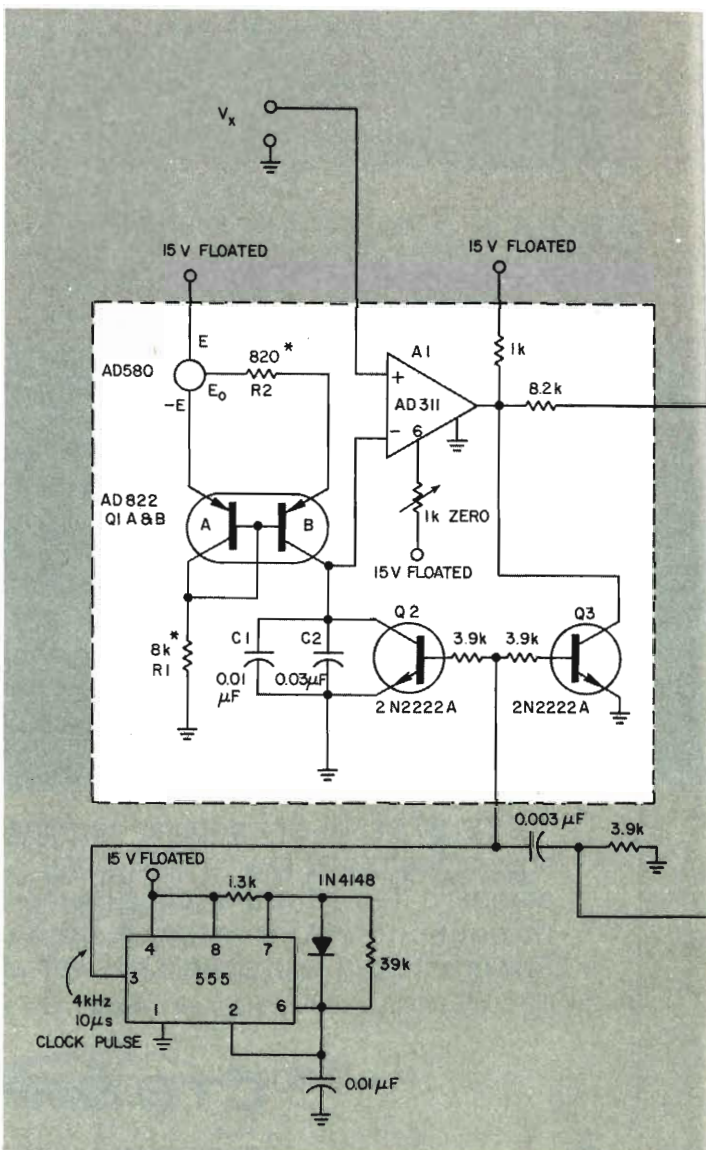 Vx
15 V FLOATED
15 V FLOATED
E
AD580
Eo
820 *
R2
-E
A1
+
AD311
-
6
1k
8.2k
1k ZERO
15 V FLOATED
AD822
Q1 A & B
A
B
Q2
Q3
*
8k
R1
C1
C2
0.01
µF
0.03µF
3.9k
3.9k
2N2222A
2N2222A
0.003 µF
3.9k
15 V FLOATED
1.3k
1N4148
4
8
7
3
555
39k
1
2
6
4kHz
10µs
CLOCK PULSE
0.01 µF